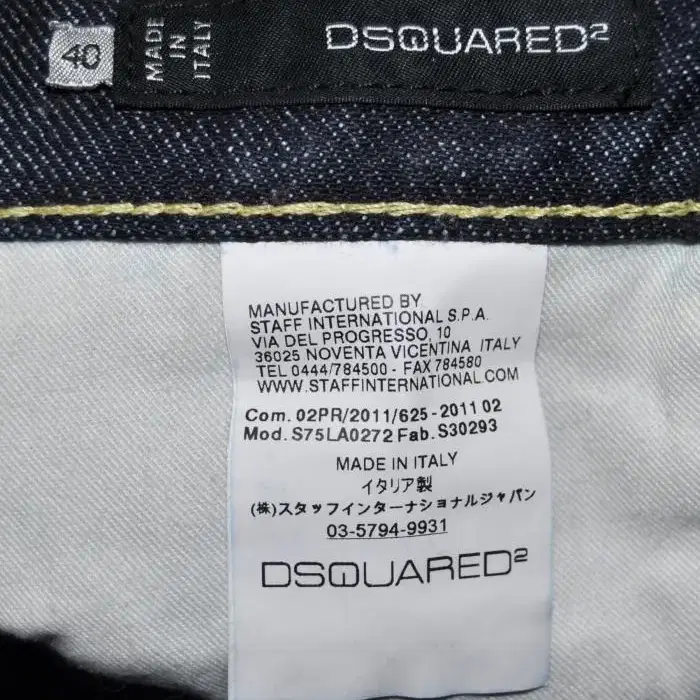 40
MADE
IN
ITALY
DSQUARED²
MANUFACTURED BY
STAFF INTERNATIONAL S.P.A.
VIA DEL PROGRESSO, 10
36025 NOVENTA VICENTINA ITALY
TEL 0444/784500 - FAX 784580
WWW.STAFFINTERNATIONAL.COM
Com. 02PR/2011/625-2011 02
Mod. S75LA0272 Fab. S30293
MADE IN ITALY
イタリア製
(株)スタッフインターナショナルジャパン
03-5794-9931
DSQUARED²